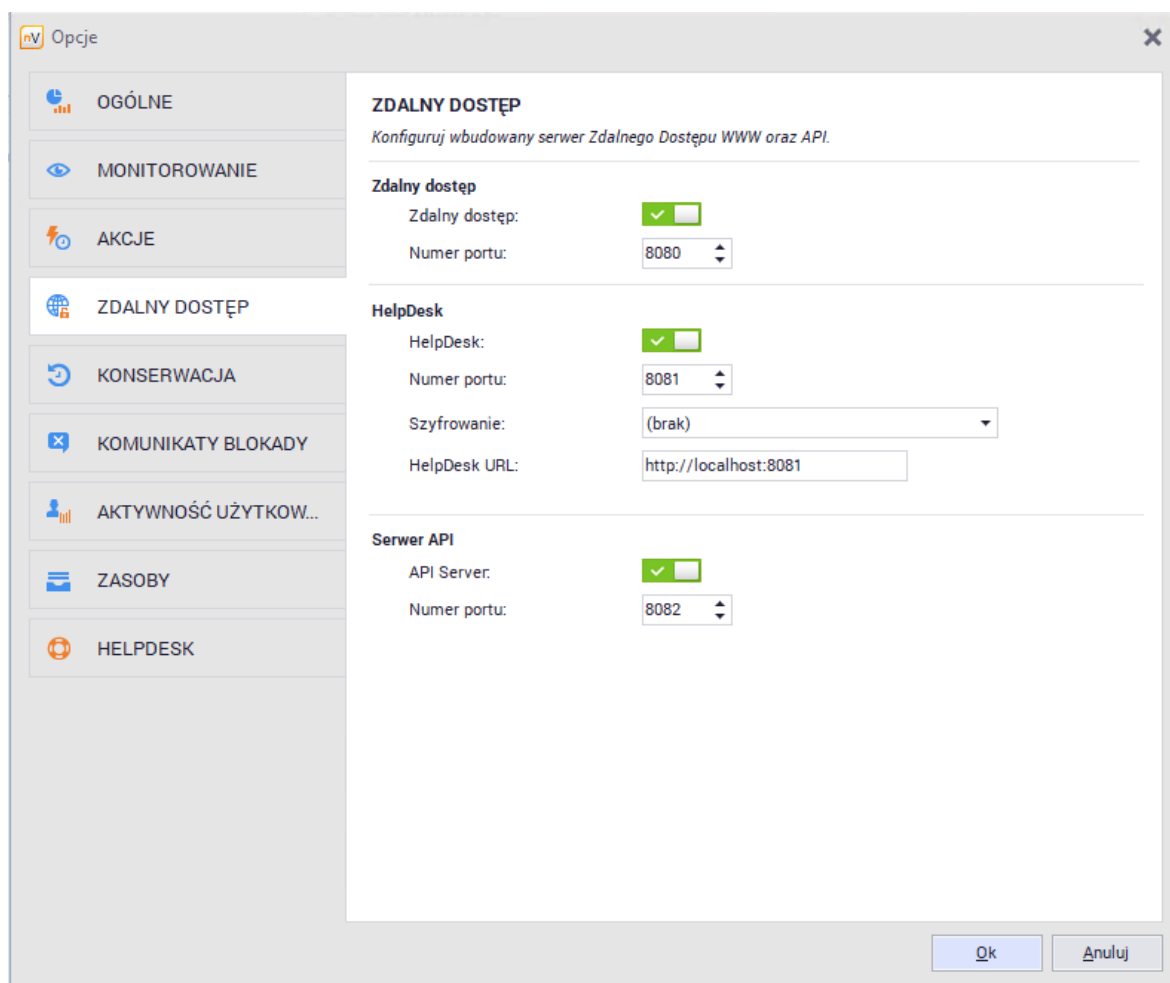 nV Opcje
OGÓLNE
MONITOROWANIE
AKCJE
ZDALNY DOSTĘP
KONSERWACJA
KOMUNIKATY BLOKADY
AKTYWNOŚĆ UŻYTKOW...
ZASOBY
HELPDESK
ZDALNY DOSTĘP
Konfiguruj wbudowany serwer Zdalnego Dostępu WWW oraz API.
Zdalny dostęp
Zdalny dostęp:
Numer portu: 8080
HelpDesk
HelpDesk:
Numer portu: 8081
Szyfrowanie: (brak)
HelpDesk URL: http://localhost:8081
Serwer API
API Server:
Numer portu: 8082
Ok Anuluj